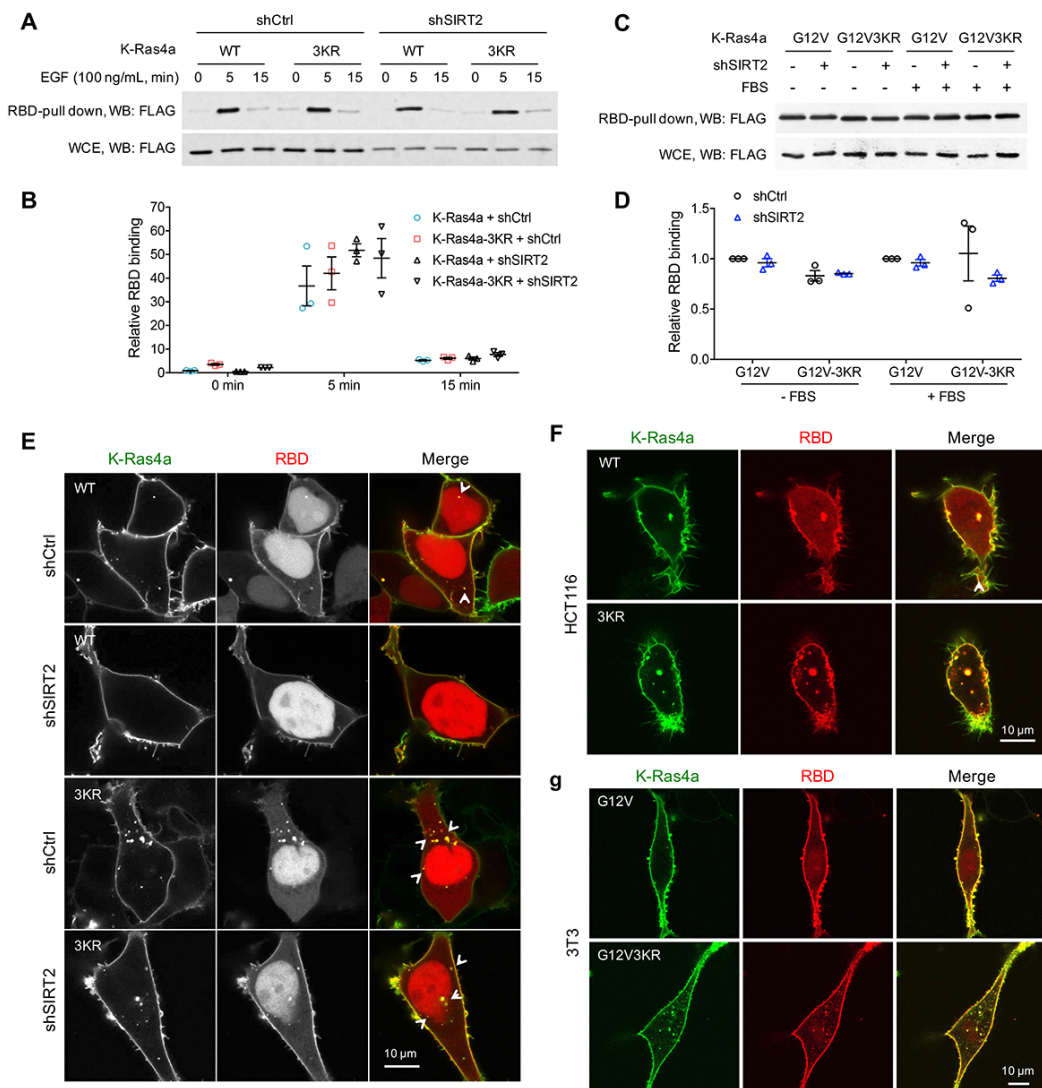 A
shCtrl shSIRT2
K-Ras4a WT 3KR WT 3KR
EGF (100 ng/mL, min) 0 5 15 0 5 15 0 5 15 0 5 15
RBD-pull down, WB: FLAG
WCE, WB: FLAG
C
K-Ras4a G12V G12V3KR G12V G12V3KR
shSIRT2 - + - + - + - +
FBS + + + +
RBD-pull down, WB: FLAG
WCE, WB: FLAG
B
Relative RBD binding
70
60
50
40
30
20
10
0
0 min 5 min 15 min
K-Ras4a + shCtrl
K-Ras4a-3KR + shCtrl
K-Ras4a + shSIRT2
K-Ras4a-3KR + shSIRT2
D
Relative RBD binding
1.5
1.0
0.5
0.0
shCtrl
shSIRT2
G12V G12V-3KR G12V G12V-3KR
- FBS + FBS
E
K-Ras4a RBD Merge
shCtrl
WT
shSIRT2
WT
shCtrl
3KR
shSIRT2
3KR
10 µm
F
K-Ras4a RBD Merge
HCT116
WT
3KR
10 µm
g
K-Ras4a RBD Merge
3T3
G12V
G12V3KR
10 µm